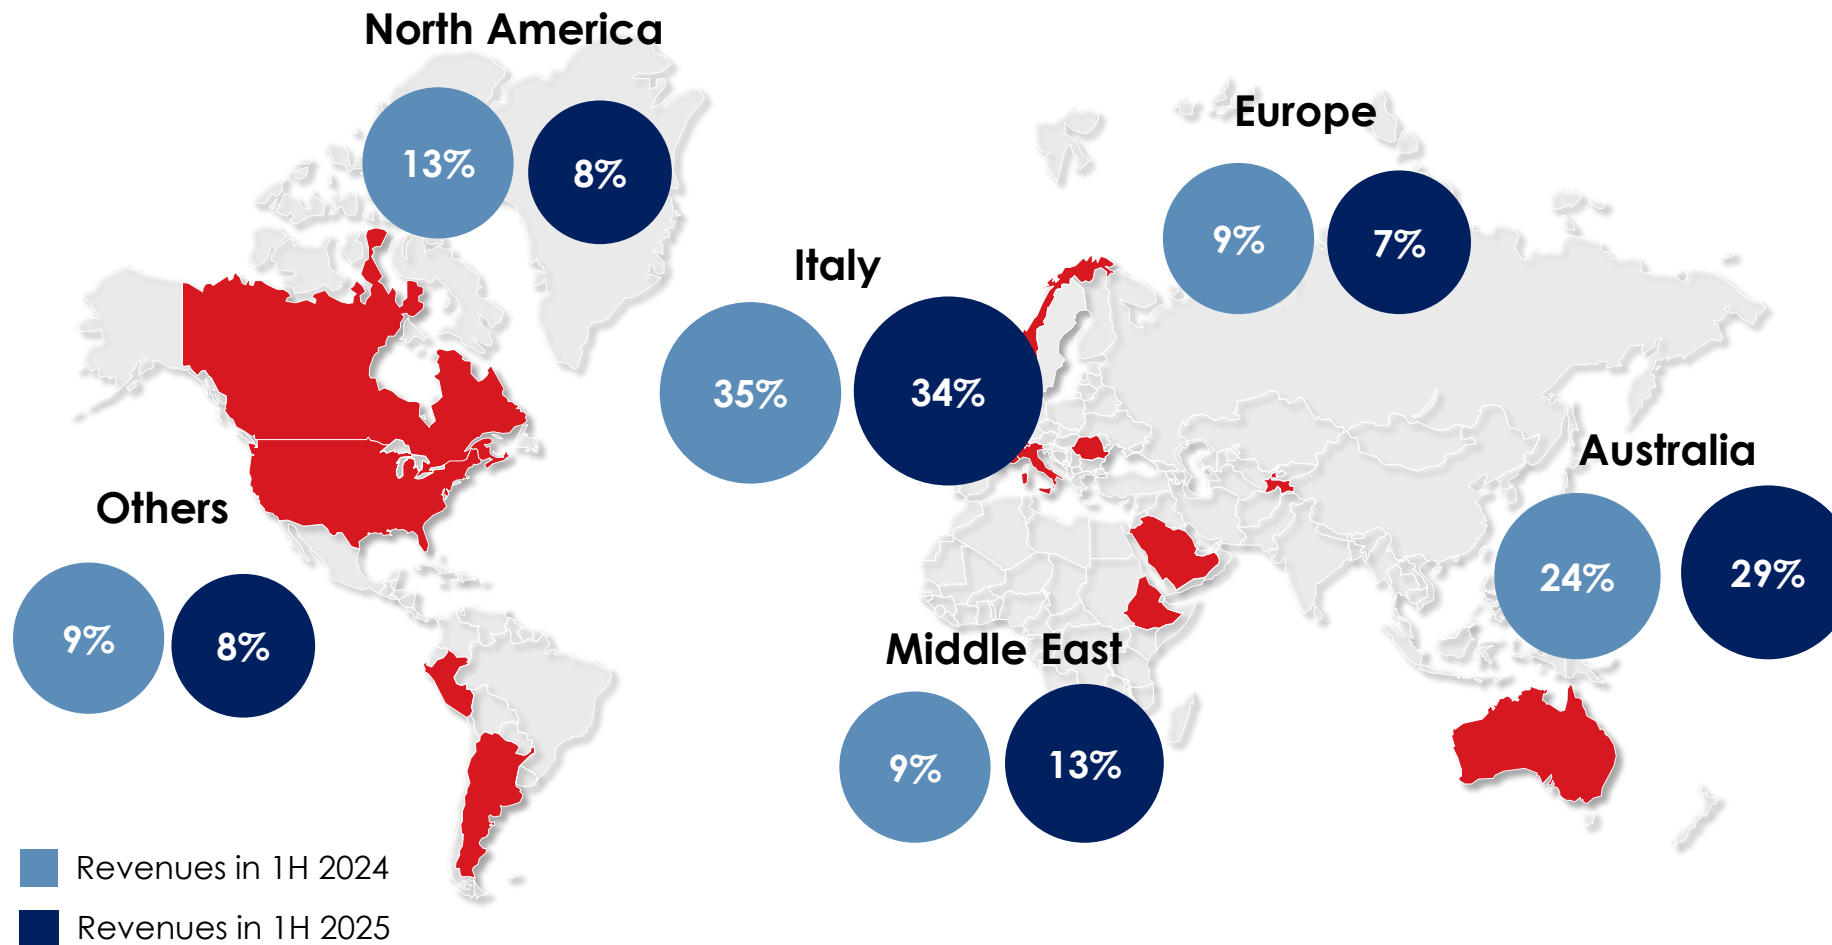 North America
13%
8%
Europe
9%
7%
Italy
35%
34%
Australia
24%
29%
Others
9%
8%
Middle East
9%
13%
Revenues in 1H 2024
Revenues in 1H 2025